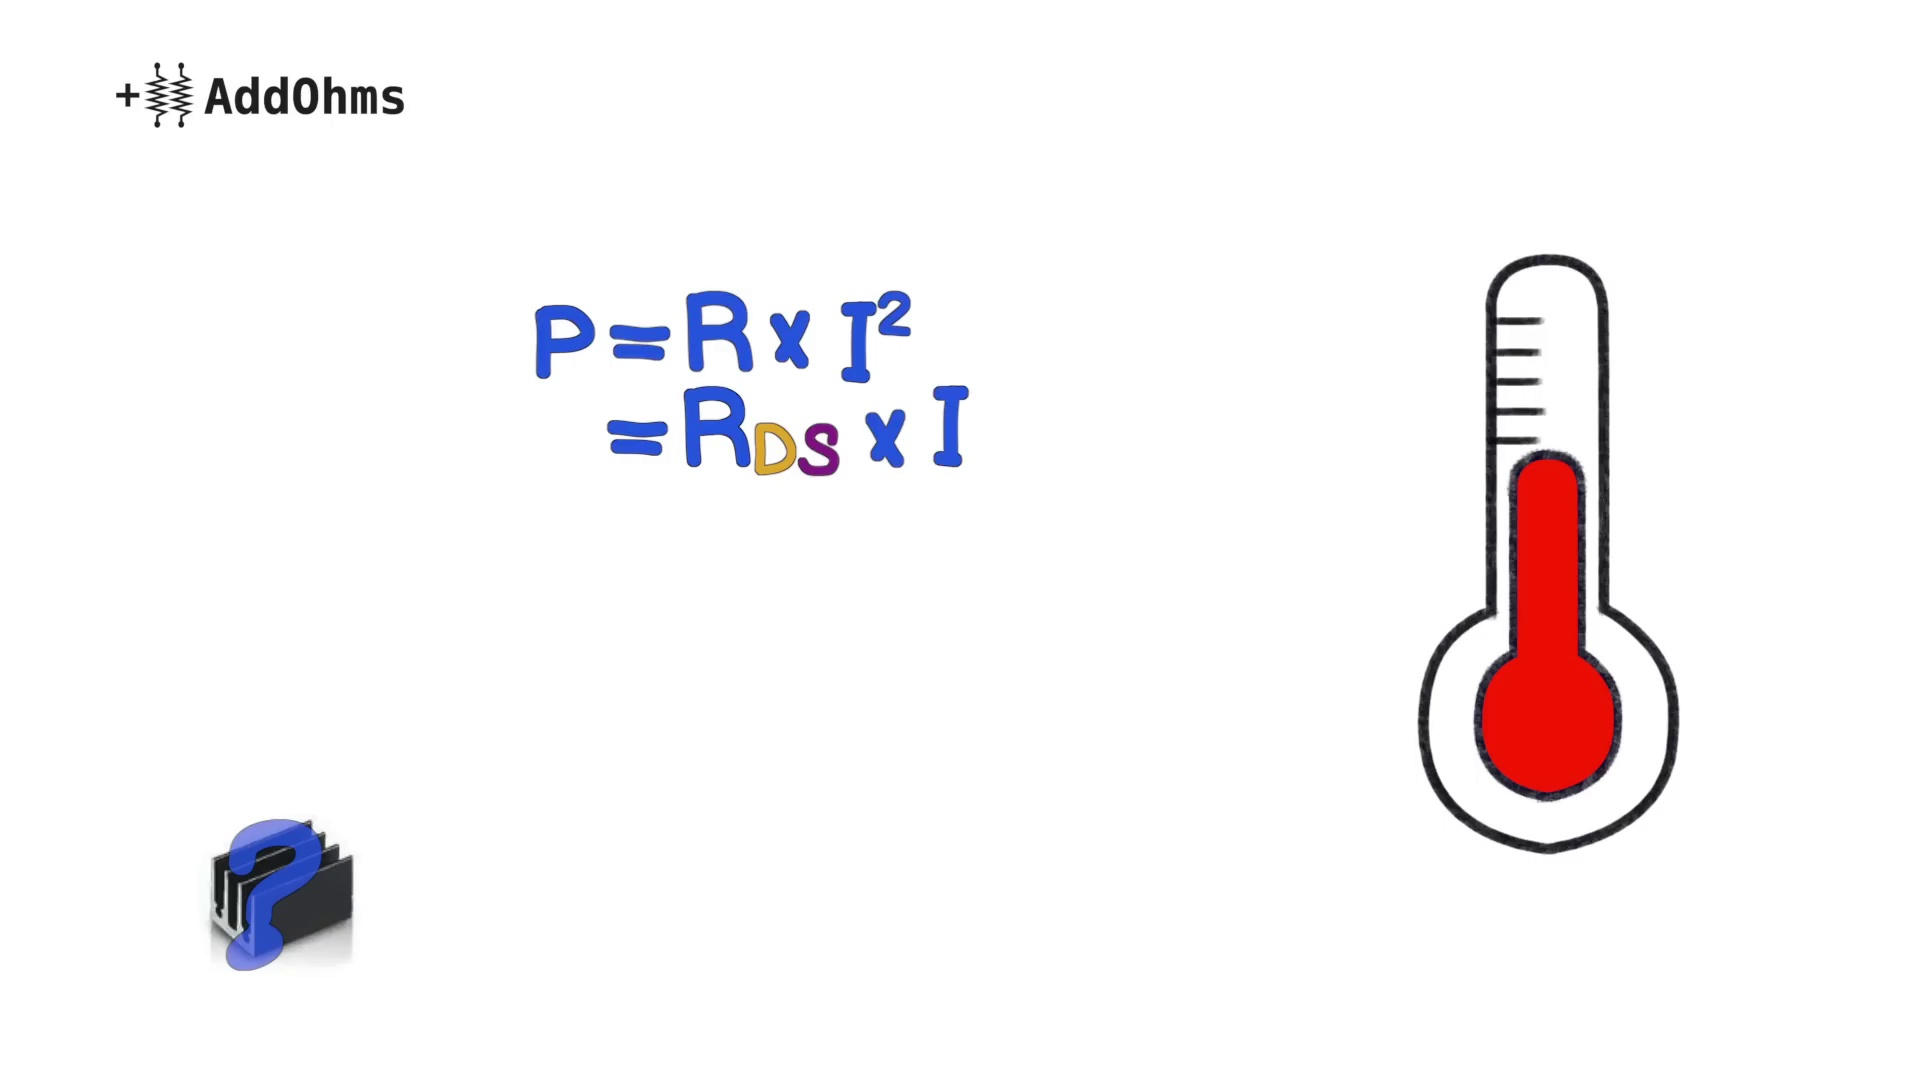 + AddOhms
P = R x I²
= RDS x I
?